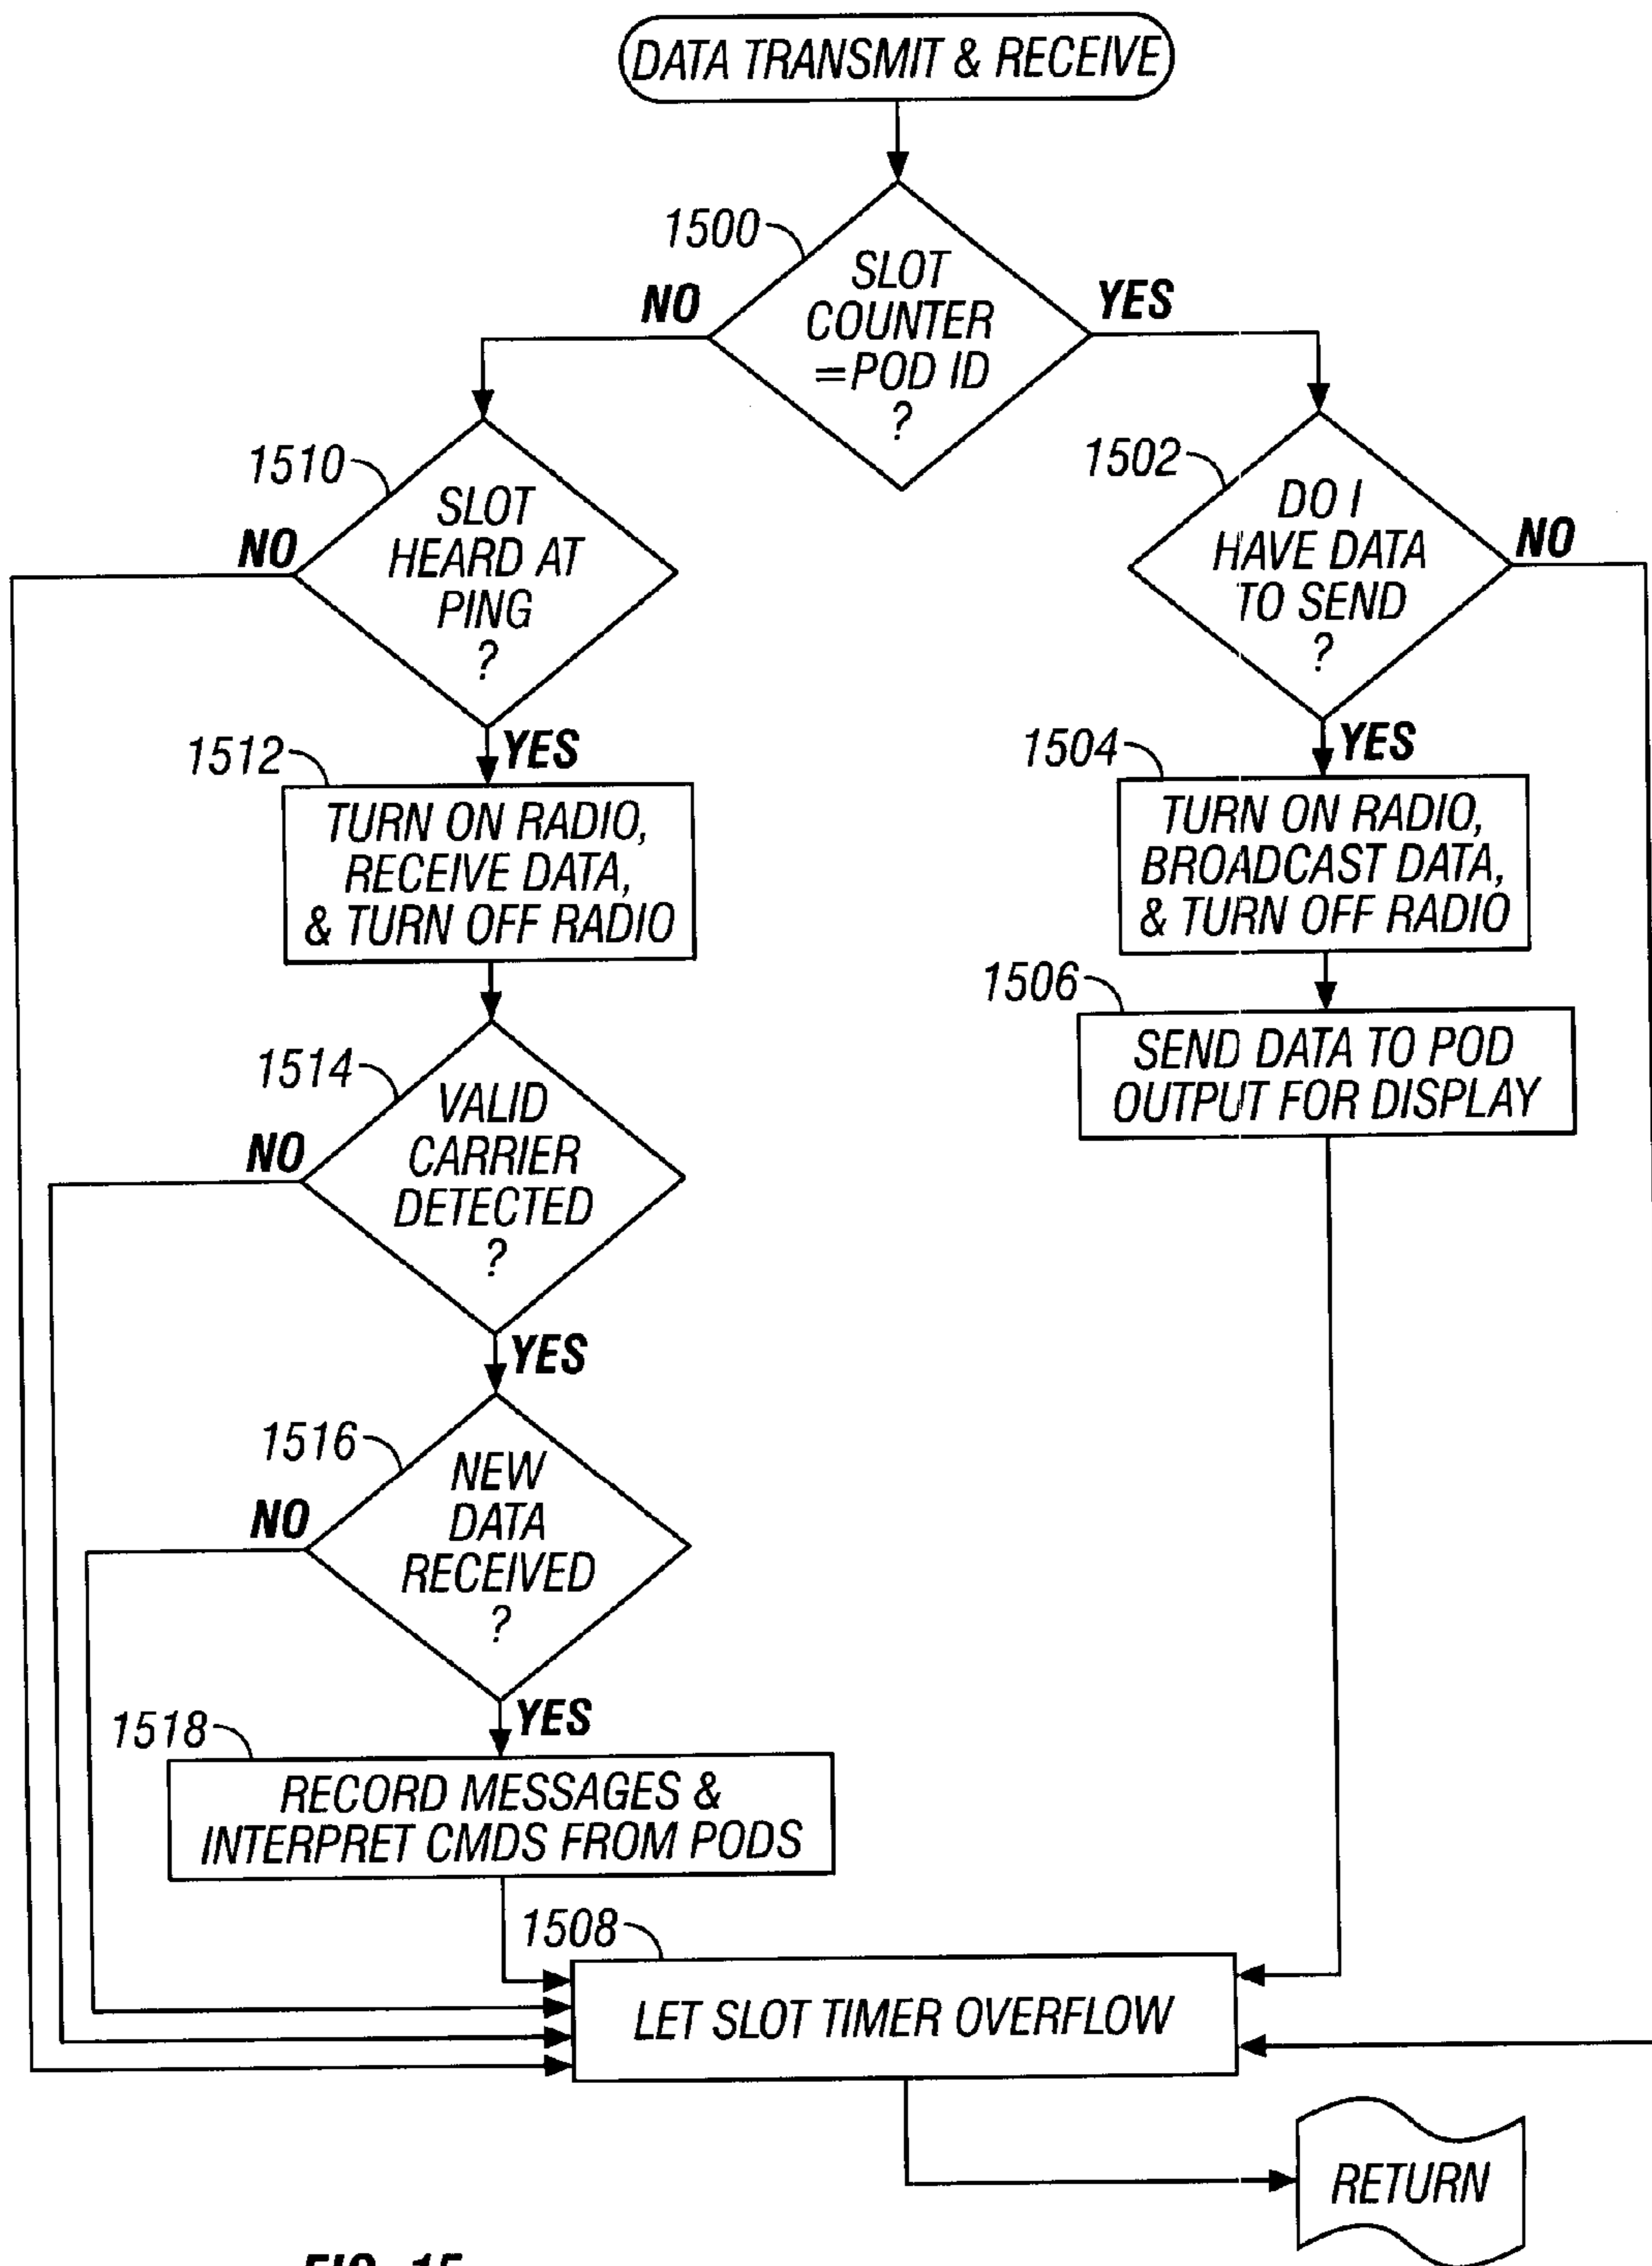 DATA TRANSMIT & RECEIVE
1500
SLOT
COUNTER
=POD ID
?
NO
YES
1510
SLOT
HEARD AT
PING
?
NO
YES
1502
DO I
HAVE DATA
TO SEND
?
NO
YES
1512
TURN ON RADIO,
RECEIVE DATA,
& TURN OFF RADIO
1504
TURN ON RADIO,
BROADCAST DATA,
& TURN OFF RADIO
1506
SEND DATA TO POD
OUTPUT FOR DISPLAY
1514
VALID
CARRIER
DETECTED
?
NO
YES
1516
NEW
DATA
RECEIVED
?
NO
YES
1518
RECORD MESSAGES &
INTERPRET CMDS FROM PODS
1508
LET SLOT TIMER OVERFLOW
RETURN
FIG. 15